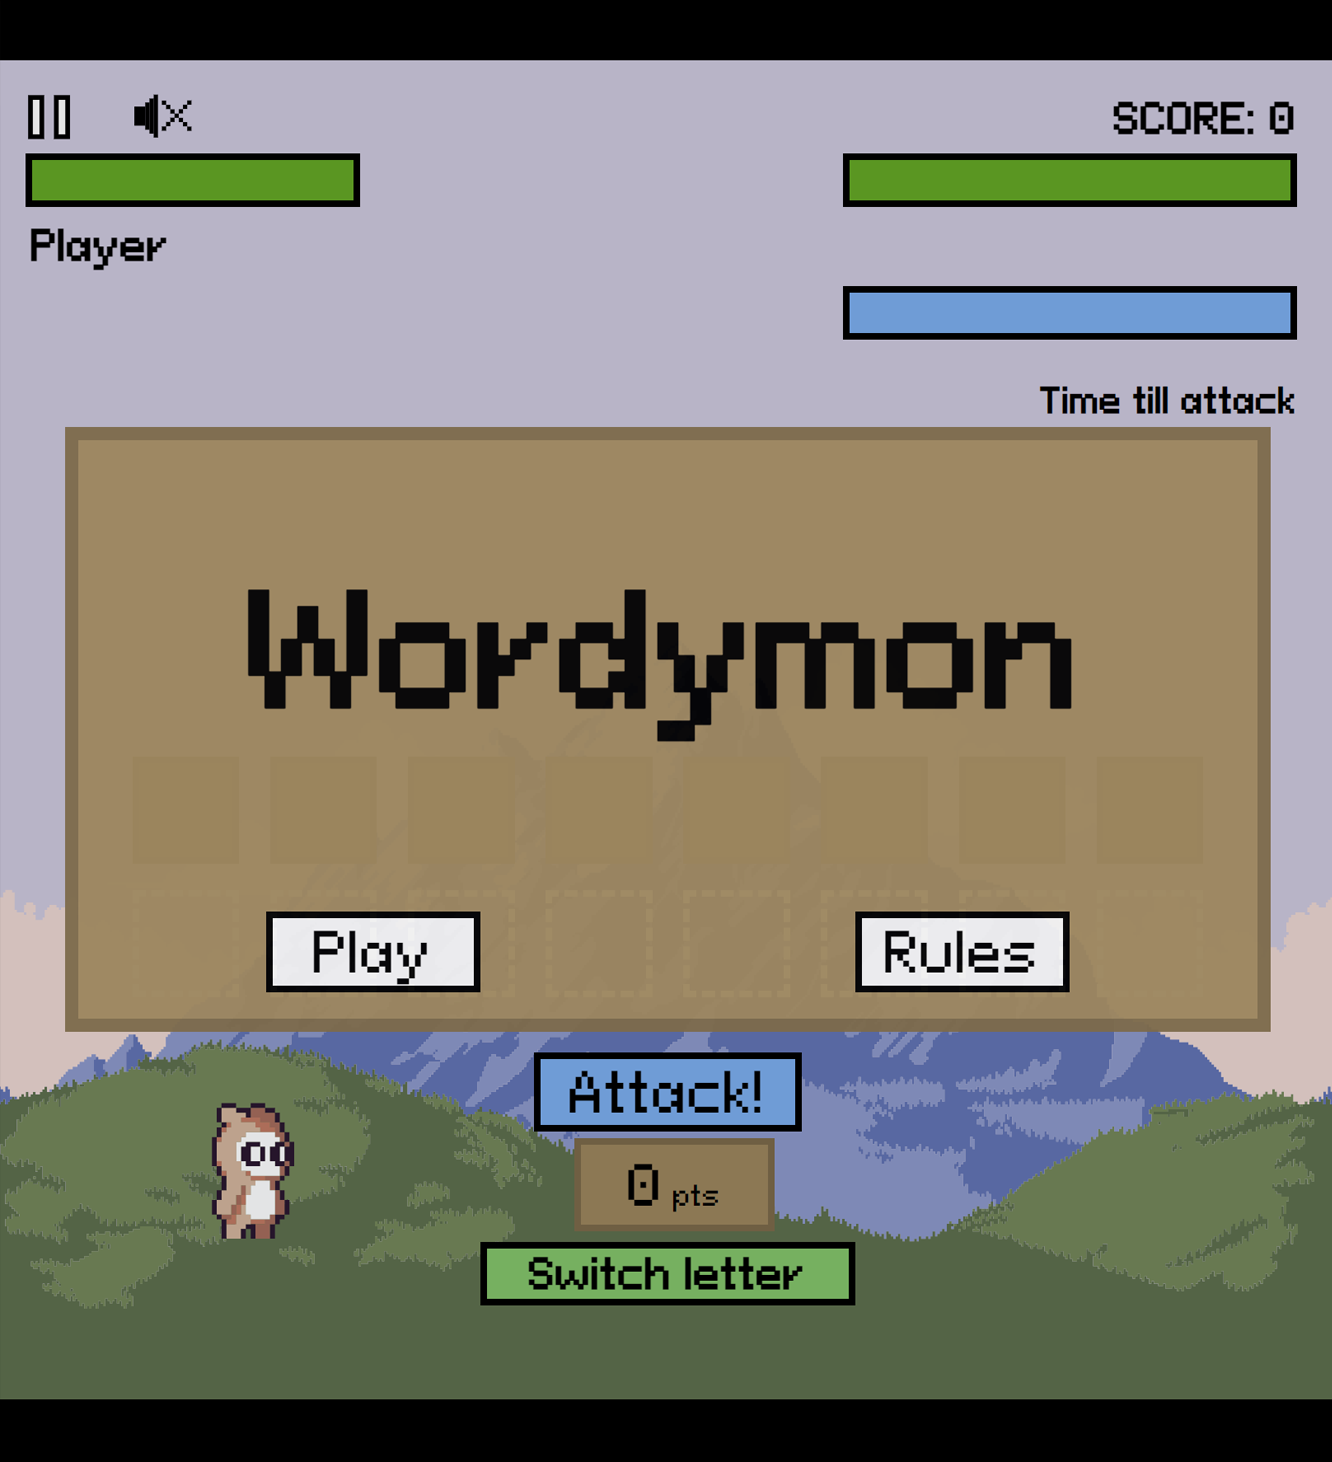 SCORE: 0
Player
Time till attack
Wordymon
Play
Rules
Attack!
0 pts
Switch letter